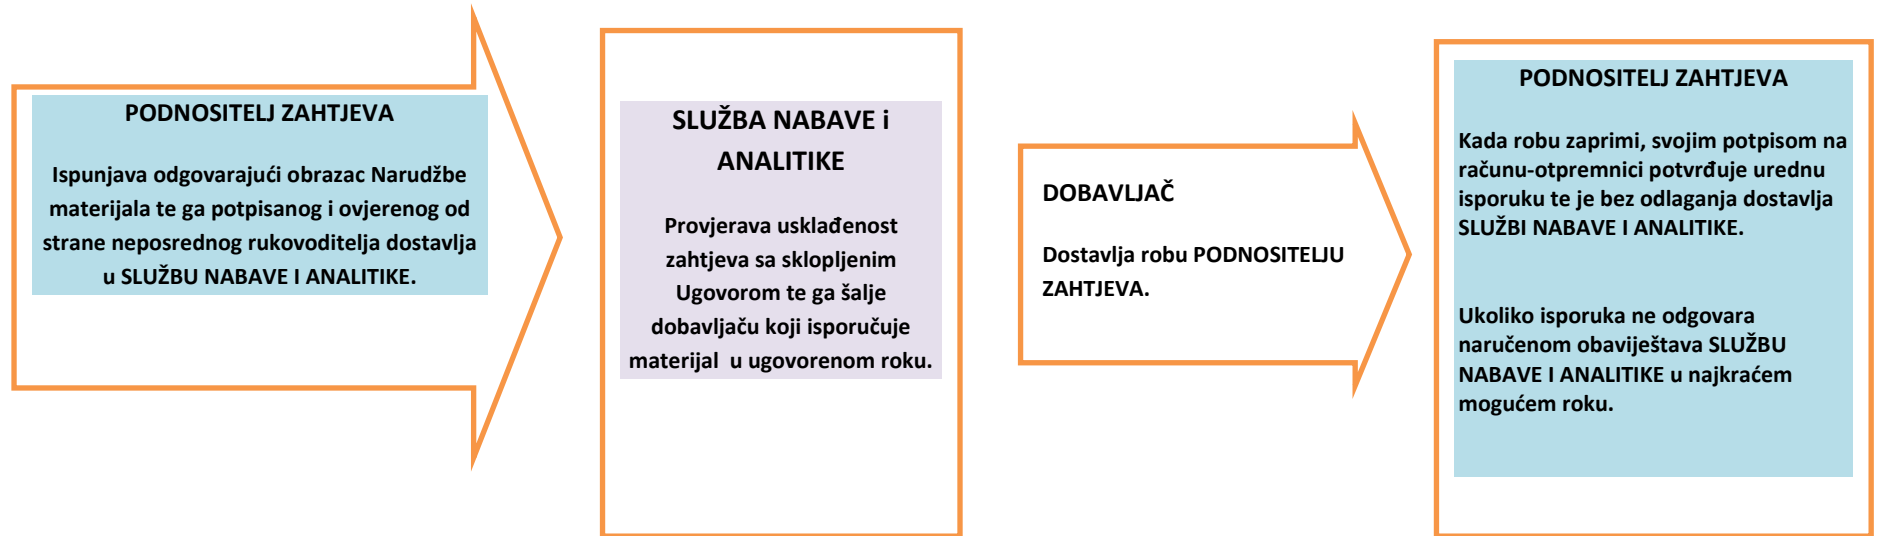 PODNOSITELJ ZAHTJEVA
Ispunjava odgovarajući obrazac Narudžbe
materijala te ga potpisanog i ovjerenog od
strane neposrednog rukovoditelja dostavlja
u SLUŽBU NABAVE I ANALITIKE.
SLUŽBA NABAVE i
ANALITIKE
Provjerava usklađenost
zahtjeva sa sklopljenim
Ugovorom te ga šalje
dobavljaču koji isporučuje
materijal  u ugovorenom roku.
DOBAVLJAČ
Dostavlja robu PODNOSITELJU
ZAHTJEVA.
PODNOSITELJ ZAHTJEVA
Kada robu zaprimi, svojim potpisom na
računu-otpremnici potvrđuje urednu
isporuku te je bez odlaganja dostavlja
SLUŽBI NABAVE I ANALITIKE.
Ukoliko isporuka ne odgovara
naručenom obaviještava SLUŽBU
NABAVE I ANALITIKE u najkraćem
mogućem roku.